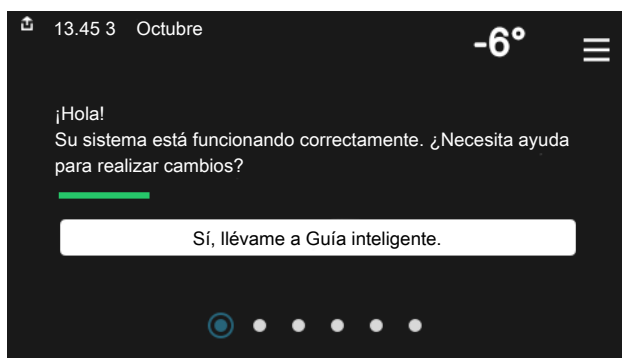 13.45 3 Octubre
-6°
¡Hola!
Su sistema está funcionando correctamente. ¿Necesita ayuda
para realizar cambios?
Sí, llévame a Guía inteligente.